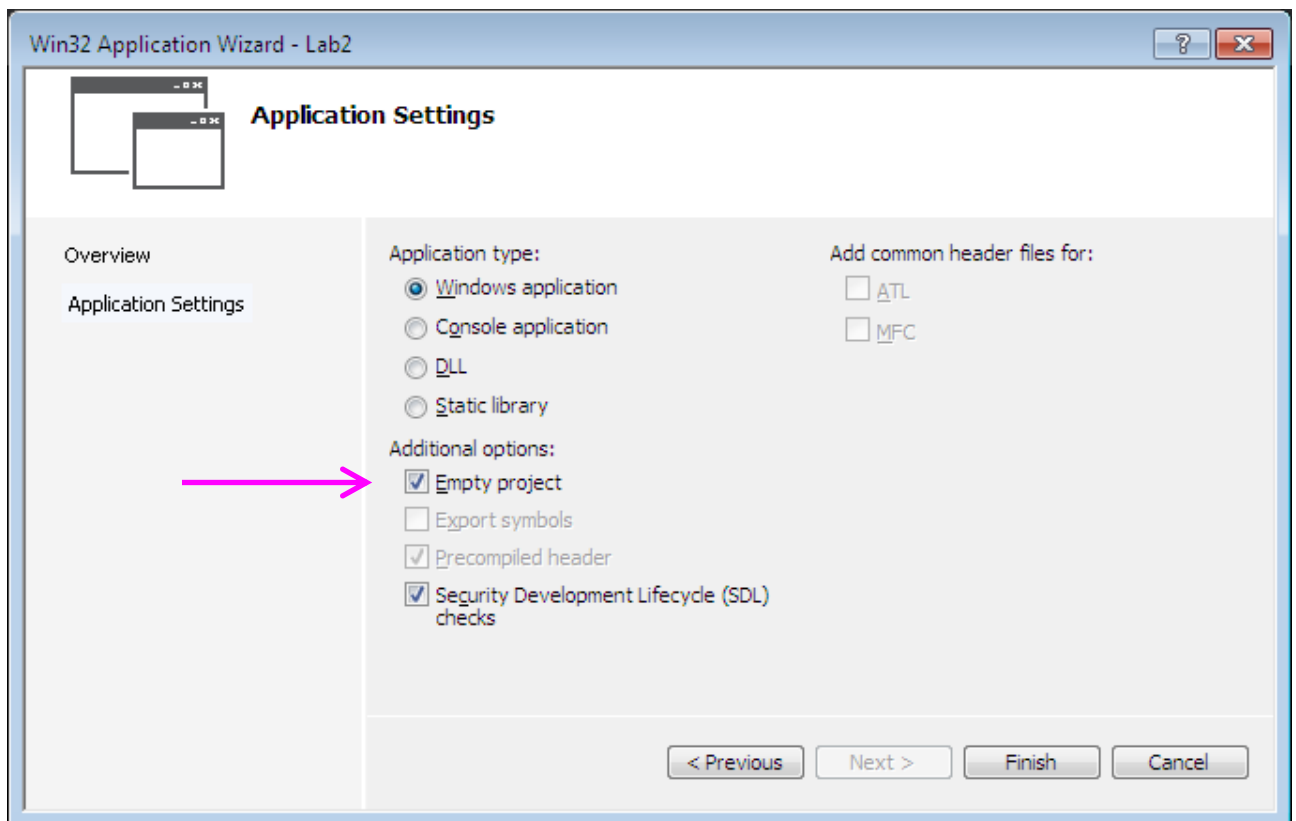 Win32 Application Wizard - Lab2
Application Settings
Overview
Application Settings
Application type:
Windows application
Console application
DLL
Static library
Additional options:
Empty project
Export symbols
Precompiled header
Security Development Lifecycle (SDL)
checks
Add common header files for:
ATL
MFC
< Previous
Next >
Finish
Cancel